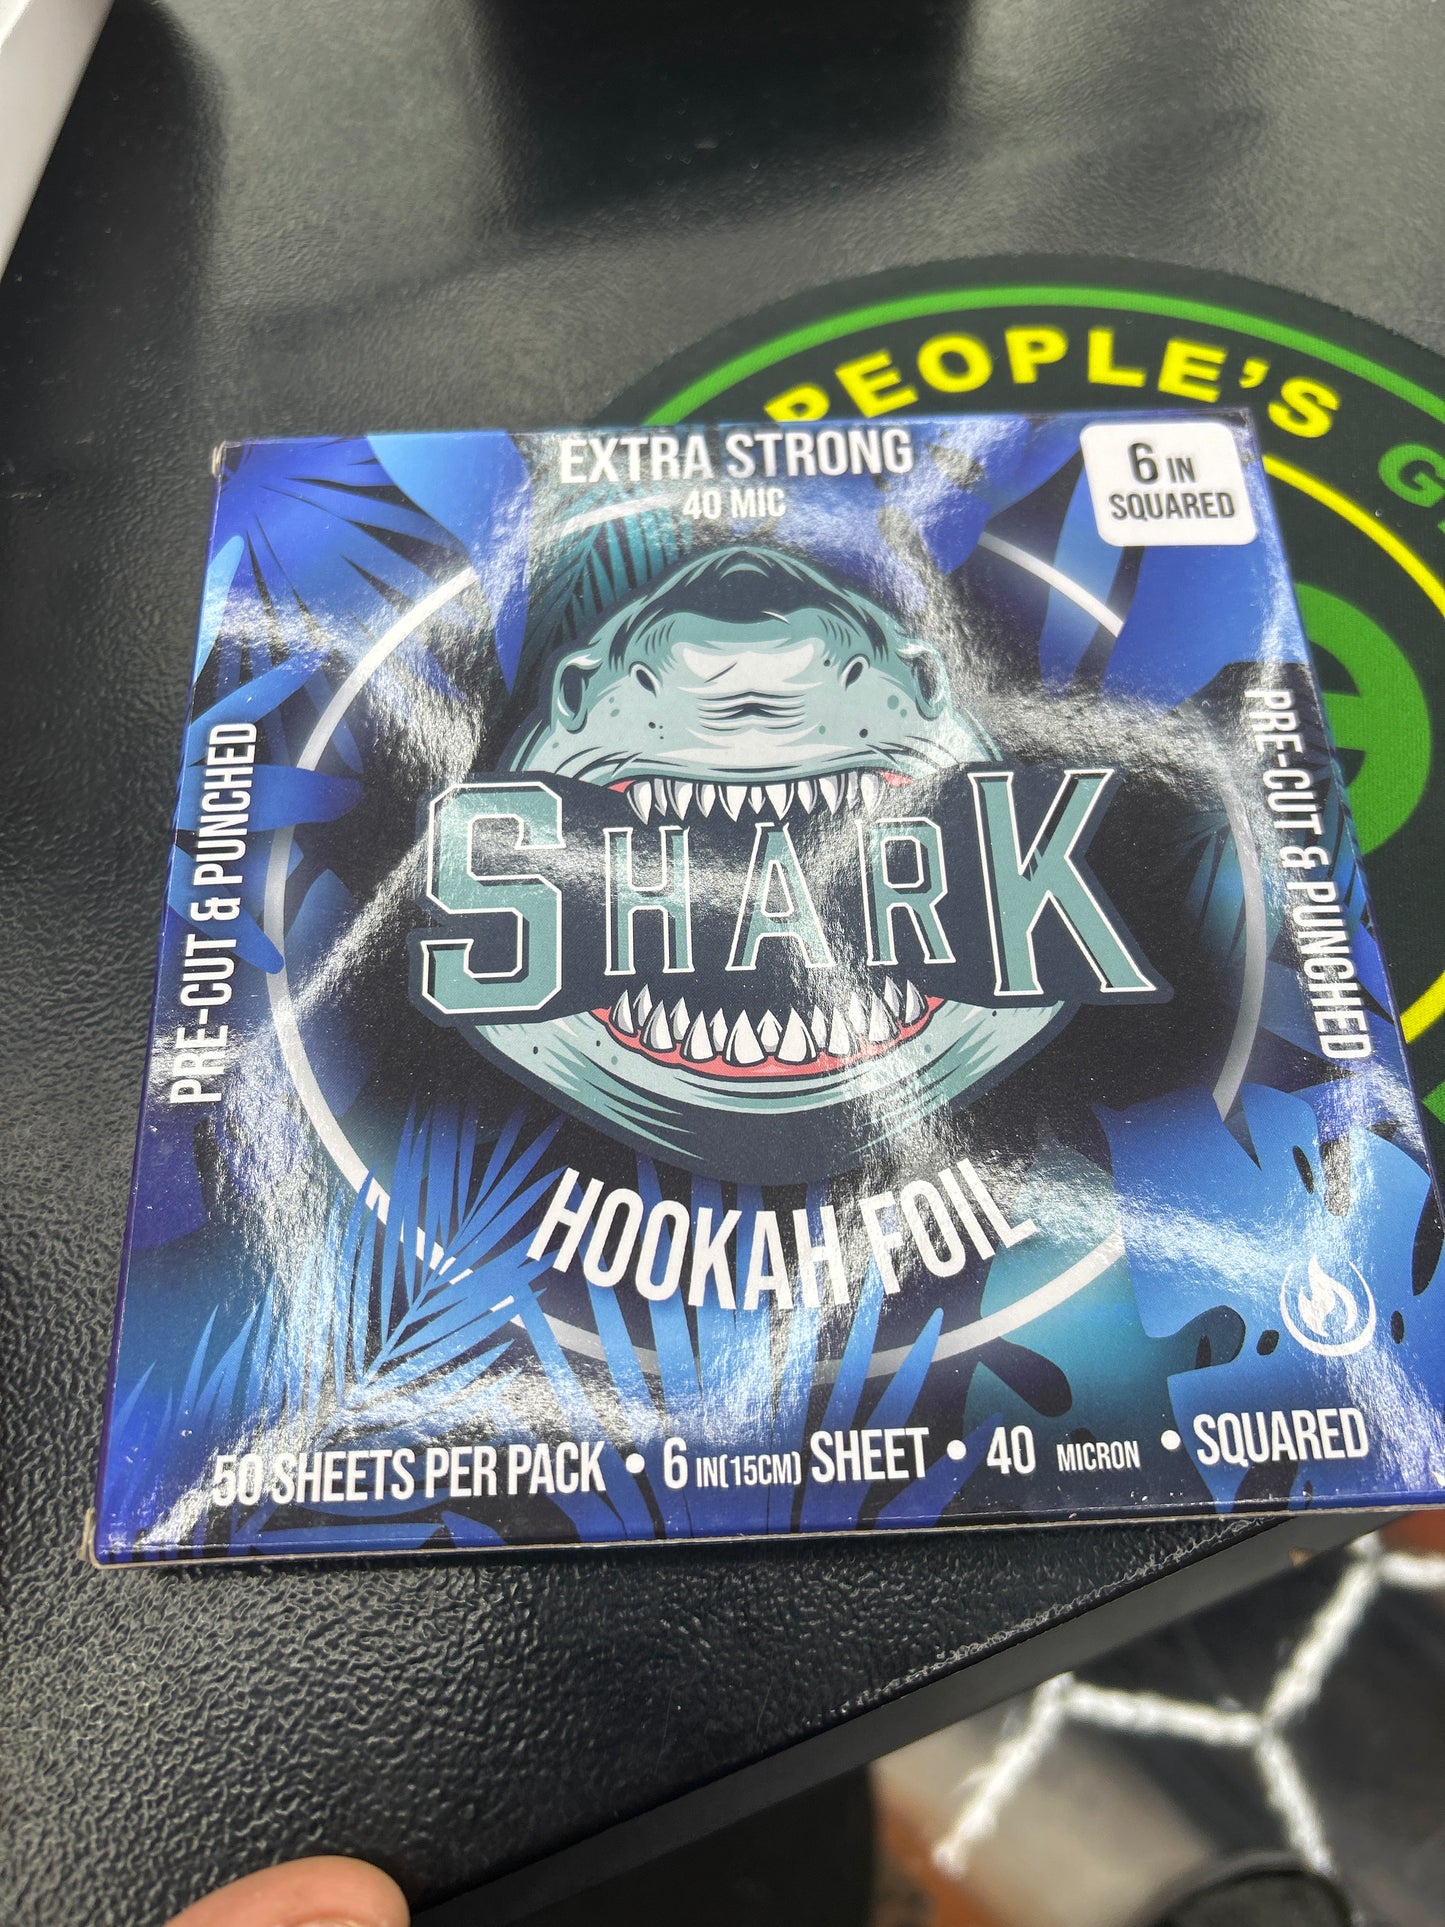 PEOPLE'S
EXTRA STRONG
40 MIC
6 IN
SQUARED
PRE-CUT & PUNCHED
PRE-CUT & PUNCHED
SHARK
HOOKAH FOIL
50 SHEETS PER PACK • 6 IN(15CM) SHEET • 40 MICRON • SQUARED